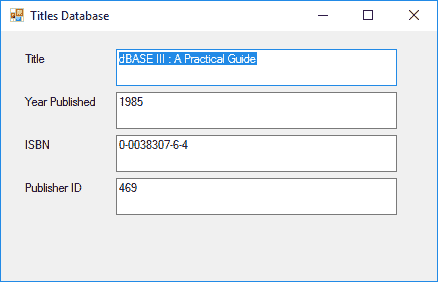 Titles Database
Title dBASE III : A Practical Guide
Year Published 1985
ISBN 0-0038307-6-4
Publisher ID 469